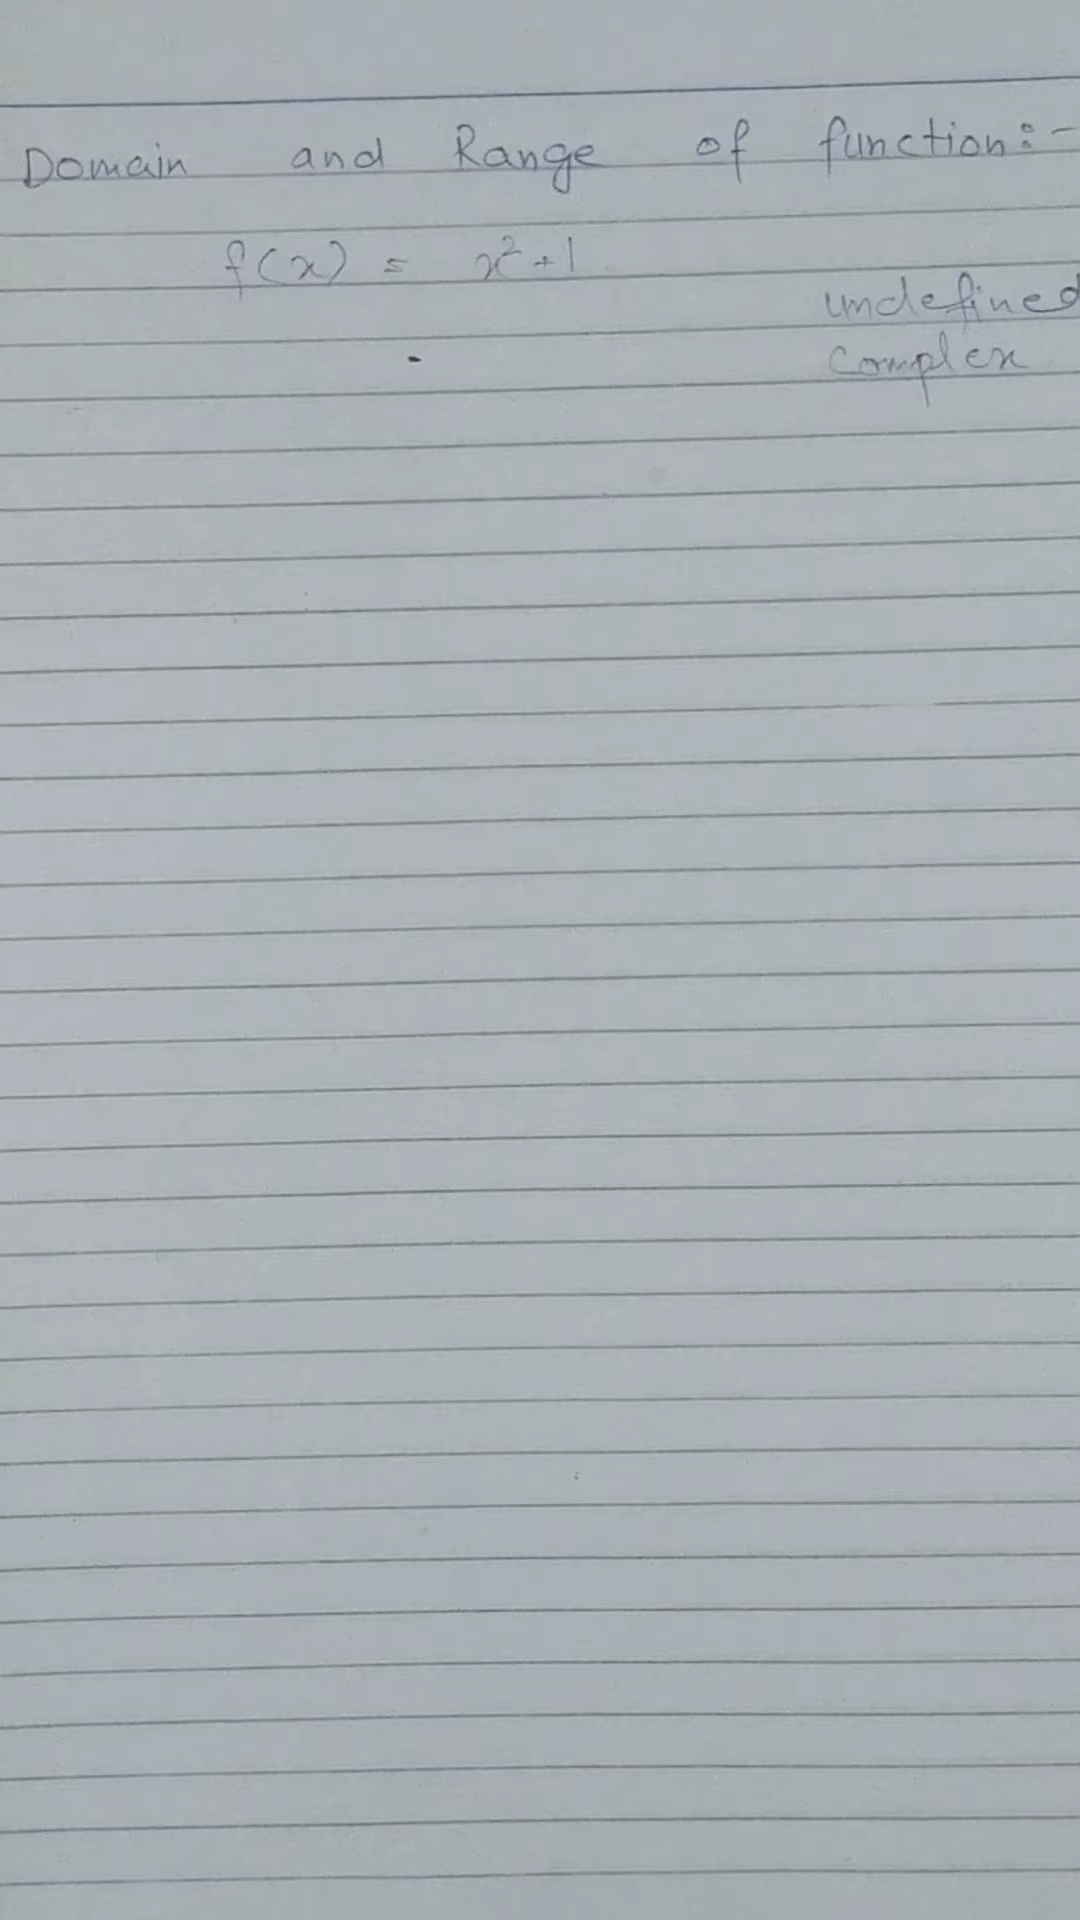 Domain and Range of function:-
f(x) = x²+1
undefined
complex